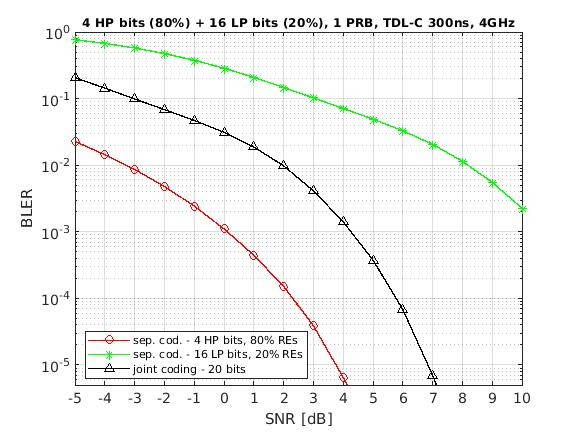 4 HP bits (80%) + 16 LP bits (20%), 1 PRB, TDL-C 300ns, 4GHz
10^0
10^-1
10^-2
10^-3
10^-4
10^-5
BLER
sep. cod. - 4 HP bits, 80% REs
sep. cod. - 16 LP bits, 20% REs
joint coding - 20 bits
-5 -4 -3 -2 -1 0 1 2 3 4 5 6 7 8 9 10
SNR [dB]